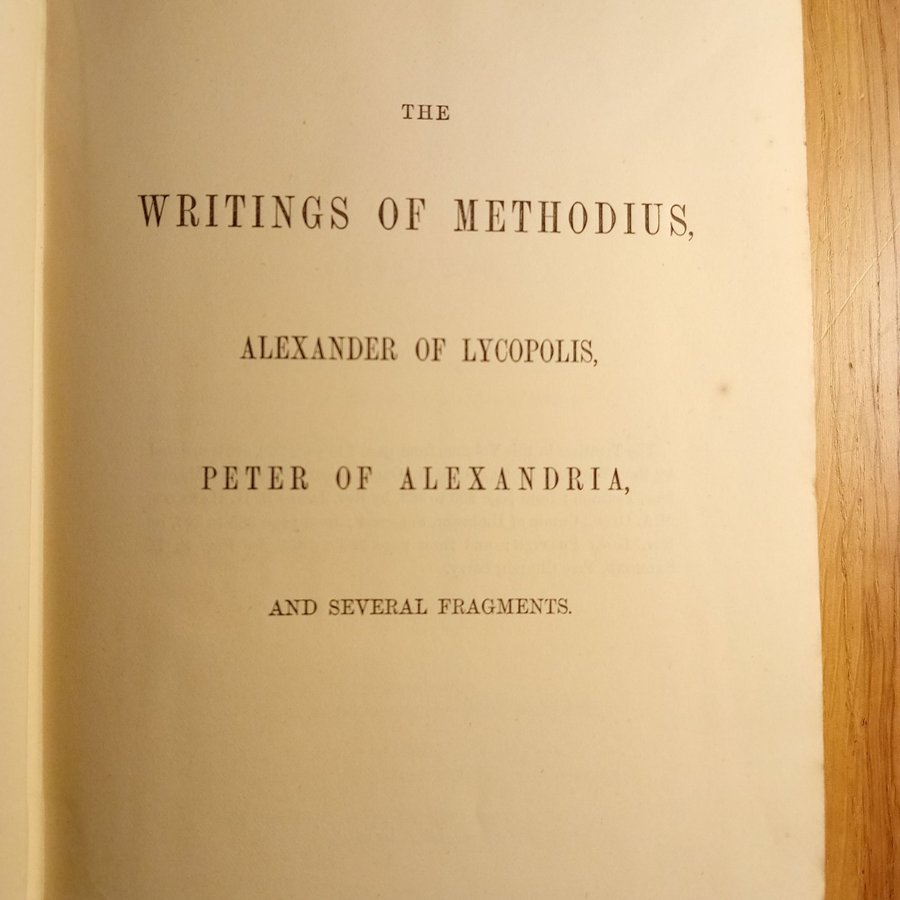 THE
WRITINGS OF METHODIUS,
ALEXANDER OF LYCOPOLIS,
PETER OF ALEXANDRIA,
AND SEVERAL FRAGMENTS.